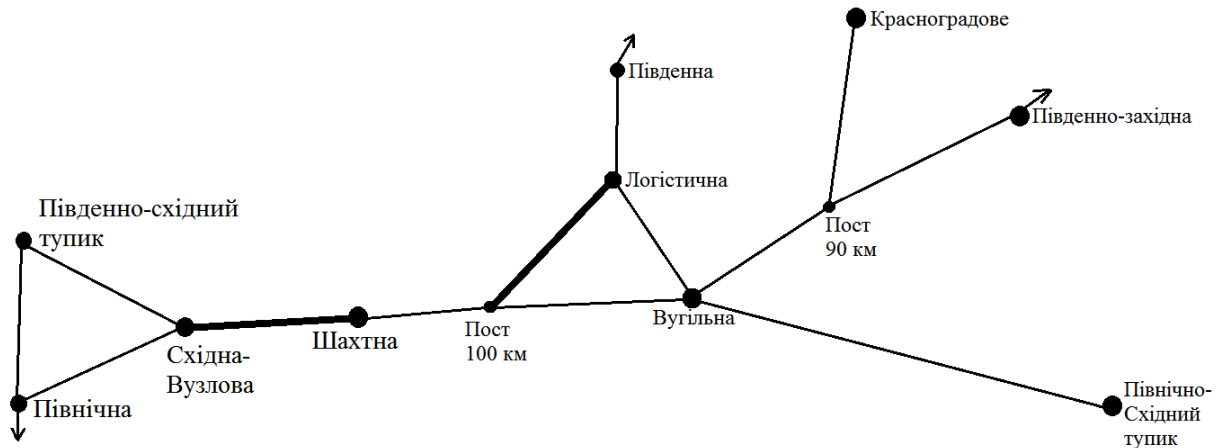 Красноградове
Південна
Південно-західна
Логістична
Південно-східний
тупик
Пост
90 км
Вугільна
Шахтна
Пост
100 км
Східна-
Вузлова
Північна
Північно-
Східний
тупик